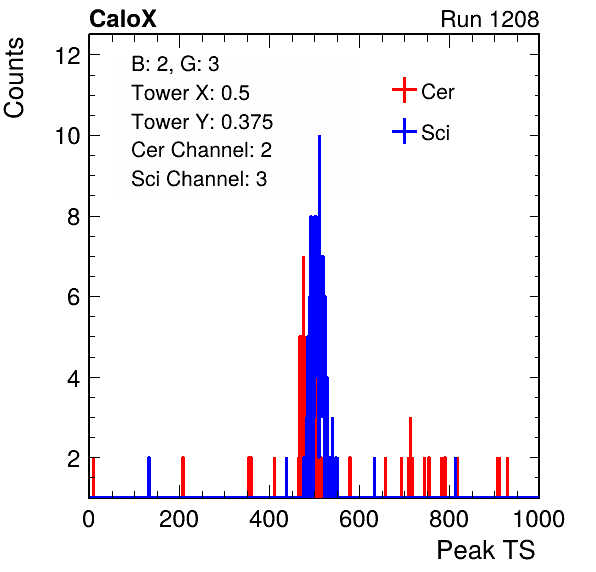 CaloX Run 1208
Counts
12
10
8
6
4
2
B: 2, G: 3
Tower X: 0.5
Tower Y: 0.375
Cer Channel: 2
Sci Channel: 3
Cer
Sci
0 200 400 600 800 1000
Peak TS